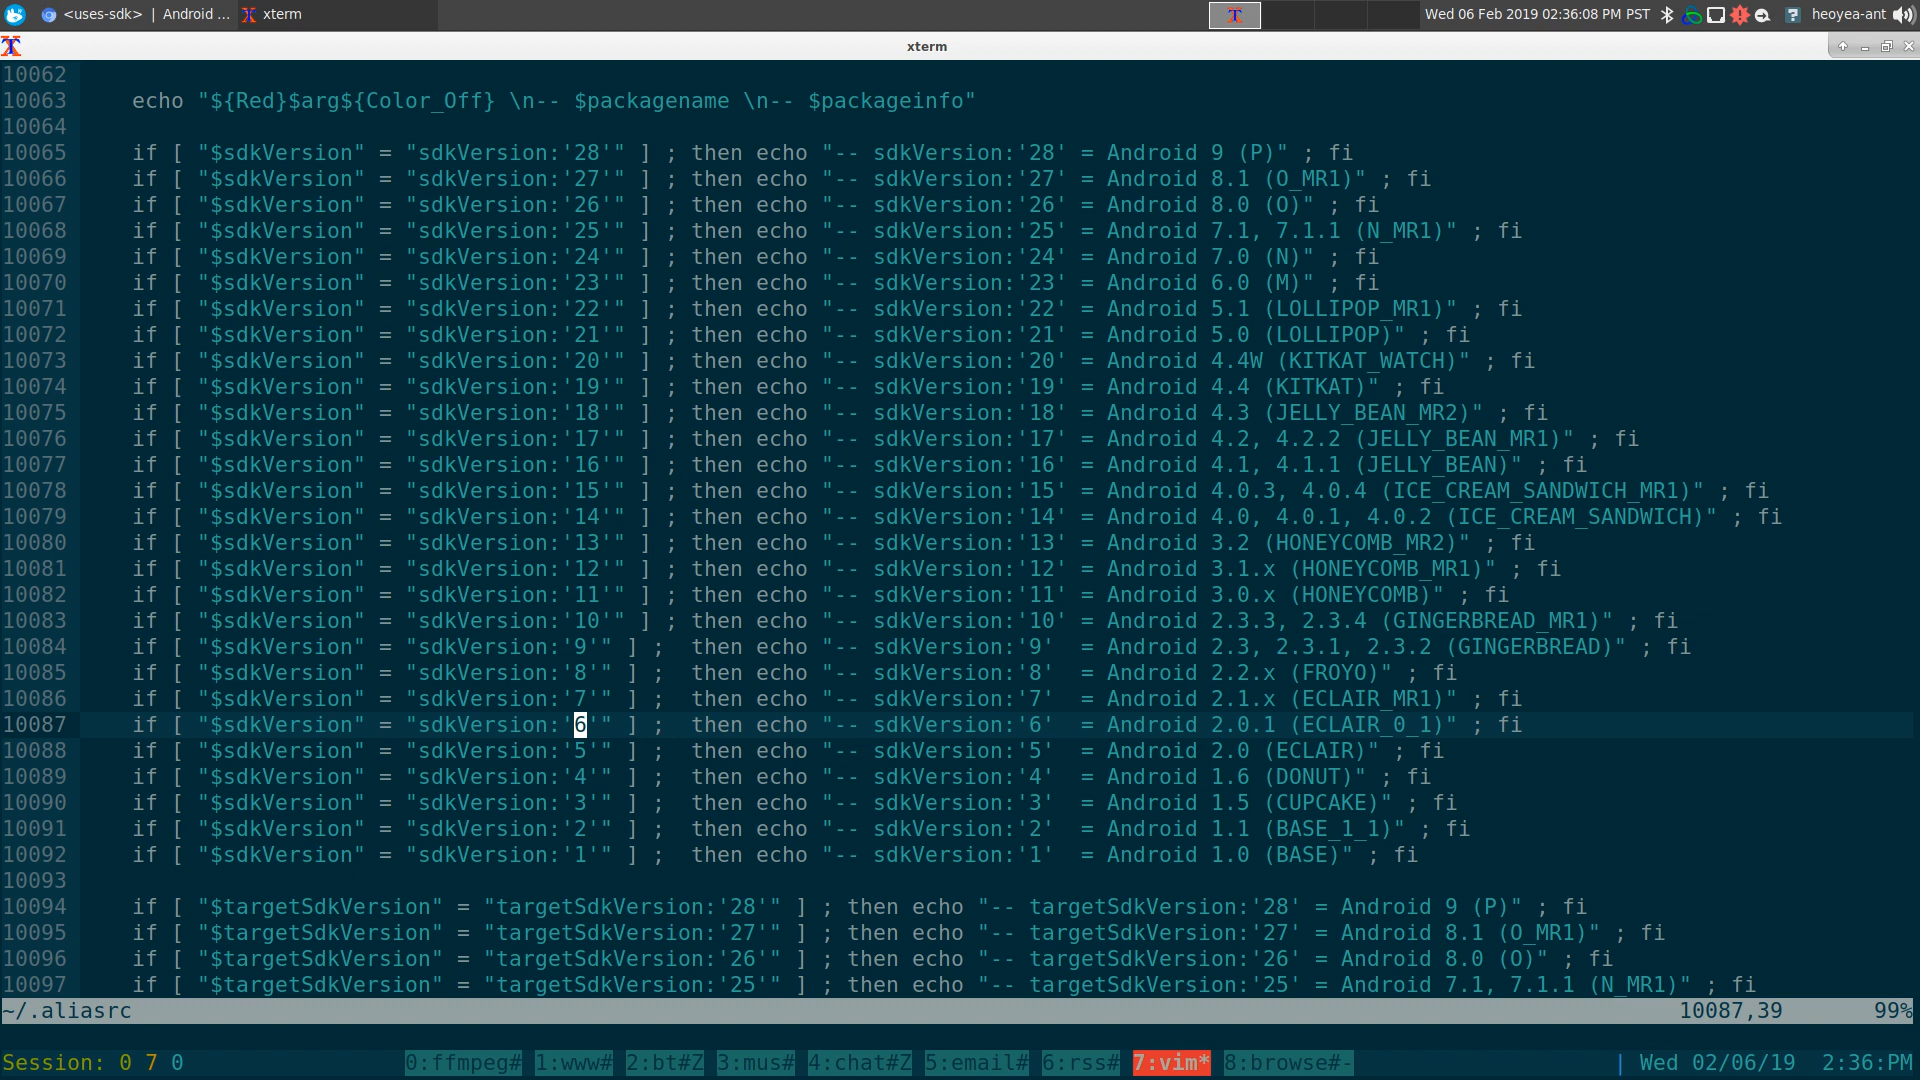 <uses-sdk> | Android ...
xterm
Wed 06 Feb 2019 02:36:08 PM PST
heoyea-ant
xterm
10062
10063     echo "${Red}$arg${Color_Off} \n-- $packagename \n-- $packageinfo"
10064
10065     if [ "$sdkVersion" = "sdkVersion:'28'" ] ; then echo "-- sdkVersion:'28' = Android 9 (P)" ; fi
10066     if [ "$sdkVersion" = "sdkVersion:'27'" ] ; then echo "-- sdkVersion:'27' = Android 8.1 (O_MR1)" ; fi
10067     if [ "$sdkVersion" = "sdkVersion:'26'" ] ; then echo "-- sdkVersion:'26' = Android 8.0 (O)" ; fi
10068     if [ "$sdkVersion" = "sdkVersion:'25'" ] ; then echo "-- sdkVersion:'25' = Android 7.1, 7.1.1 (N_MR1)" ; fi
10069     if [ "$sdkVersion" = "sdkVersion:'24'" ] ; then echo "-- sdkVersion:'24' = Android 7.0 (N)" ; fi
10070     if [ "$sdkVersion" = "sdkVersion:'23'" ] ; then echo "-- sdkVersion:'23' = Android 6.0 (M)" ; fi
10071     if [ "$sdkVersion" = "sdkVersion:'22'" ] ; then echo "-- sdkVersion:'22' = Android 5.1 (LOLLIPOP_MR1)" ; fi
10072     if [ "$sdkVersion" = "sdkVersion:'21'" ] ; then echo "-- sdkVersion:'21' = Android 5.0 (LOLLIPOP)" ; fi
10073     if [ "$sdkVersion" = "sdkVersion:'20'" ] ; then echo "-- sdkVersion:'20' = Android 4.4W (KITKAT_WATCH)" ; fi
10074     if [ "$sdkVersion" = "sdkVersion:'19'" ] ; then echo "-- sdkVersion:'19' = Android 4.4 (KITKAT)" ; fi
10075     if [ "$sdkVersion" = "sdkVersion:'18'" ] ; then echo "-- sdkVersion:'18' = Android 4.3 (JELLY_BEAN_MR2)" ; fi
10076     if [ "$sdkVersion" = "sdkVersion:'17'" ] ; then echo "-- sdkVersion:'17' = Android 4.2, 4.2.2 (JELLY_BEAN_MR1)" ; fi
10077     if [ "$sdkVersion" = "sdkVersion:'16'" ] ; then echo "-- sdkVersion:'16' = Android 4.1, 4.1.1 (JELLY_BEAN)" ; fi
10078     if [ "$sdkVersion" = "sdkVersion:'15'" ] ; then echo "-- sdkVersion:'15' = Android 4.0.3, 4.0.4 (ICE_CREAM_SANDWICH_MR1)" ; fi
10079     if [ "$sdkVersion" = "sdkVersion:'14'" ] ; then echo "-- sdkVersion:'14' = Android 4.0, 4.0.1, 4.0.2 (ICE_CREAM_SANDWICH)" ; fi
10080     if [ "$sdkVersion" = "sdkVersion:'13'" ] ; then echo "-- sdkVersion:'13' = Android 3.2 (HONEYCOMB_MR2)" ; fi
10081     if [ "$sdkVersion" = "sdkVersion:'12'" ] ; then echo "-- sdkVersion:'12' = Android 3.1.x (HONEYCOMB_MR1)" ; fi
10082     if [ "$sdkVersion" = "sdkVersion:'11'" ] ; then echo "-- sdkVersion:'11' = Android 3.0.x (HONEYCOMB)" ; fi
10083     if [ "$sdkVersion" = "sdkVersion:'10'" ] ; then echo "-- sdkVersion:'10' = Android 2.3.3, 2.3.4 (GINGERBREAD_MR1)" ; fi
10084     if [ "$sdkVersion" = "sdkVersion:'9'" ] ;  then echo "-- sdkVersion:'9'  = Android 2.3, 2.3.1, 2.3.2 (GINGERBREAD)" ; fi
10085     if [ "$sdkVersion" = "sdkVersion:'8'" ] ;  then echo "-- sdkVersion:'8'  = Android 2.2.x (FROYO)" ; fi
10086     if [ "$sdkVersion" = "sdkVersion:'7'" ] ;  then echo "-- sdkVersion:'7'  = Android 2.1.x (ECLAIR_MR1)" ; fi
10087     if [ "$sdkVersion" = "sdkVersion:'6'" ] ;  then echo "-- sdkVersion:'6'  = Android 2.0.1 (ECLAIR_0_1)" ; fi
10088     if [ "$sdkVersion" = "sdkVersion:'5'" ] ;  then echo "-- sdkVersion:'5'  = Android 2.0 (ECLAIR)" ; fi
10089     if [ "$sdkVersion" = "sdkVersion:'4'" ] ;  then echo "-- sdkVersion:'4'  = Android 1.6 (DONUT)" ; fi
10090     if [ "$sdkVersion" = "sdkVersion:'3'" ] ;  then echo "-- sdkVersion:'3'  = Android 1.5 (CUPCAKE)" ; fi
10091     if [ "$sdkVersion" = "sdkVersion:'2'" ] ;  then echo "-- sdkVersion:'2'  = Android 1.1 (BASE_1_1)" ; fi
10092     if [ "$sdkVersion" = "sdkVersion:'1'" ] ;  then echo "-- sdkVersion:'1'  = Android 1.0 (BASE)" ; fi
10093
10094     if [ "$targetSdkVersion" = "targetSdkVersion:'28'" ] ; then echo "-- targetSdkVersion:'28' = Android 9 (P)" ; fi
10095     if [ "$targetSdkVersion" = "targetSdkVersion:'27'" ] ; then echo "-- targetSdkVersion:'27' = Android 8.1 (O_MR1)" ; fi
10096     if [ "$targetSdkVersion" = "targetSdkVersion:'26'" ] ; then echo "-- targetSdkVersion:'26' = Android 8.0 (O)" ; fi
10097     if [ "$targetSdkVersion" = "targetSdkVersion:'25'" ] ; then echo "-- targetSdkVersion:'25' = Android 7.1, 7.1.1 (N_MR1)" ; fi
~/.aliasrc 10087,39 99%
Session: 0 7 0 0:ffmpeg# 1:www# 2:bt#Z 3:mus# 4:chat#Z 5:email# 6:rss# 7:vim* 8:browse#- | Wed 02/06/19 2:36:PM